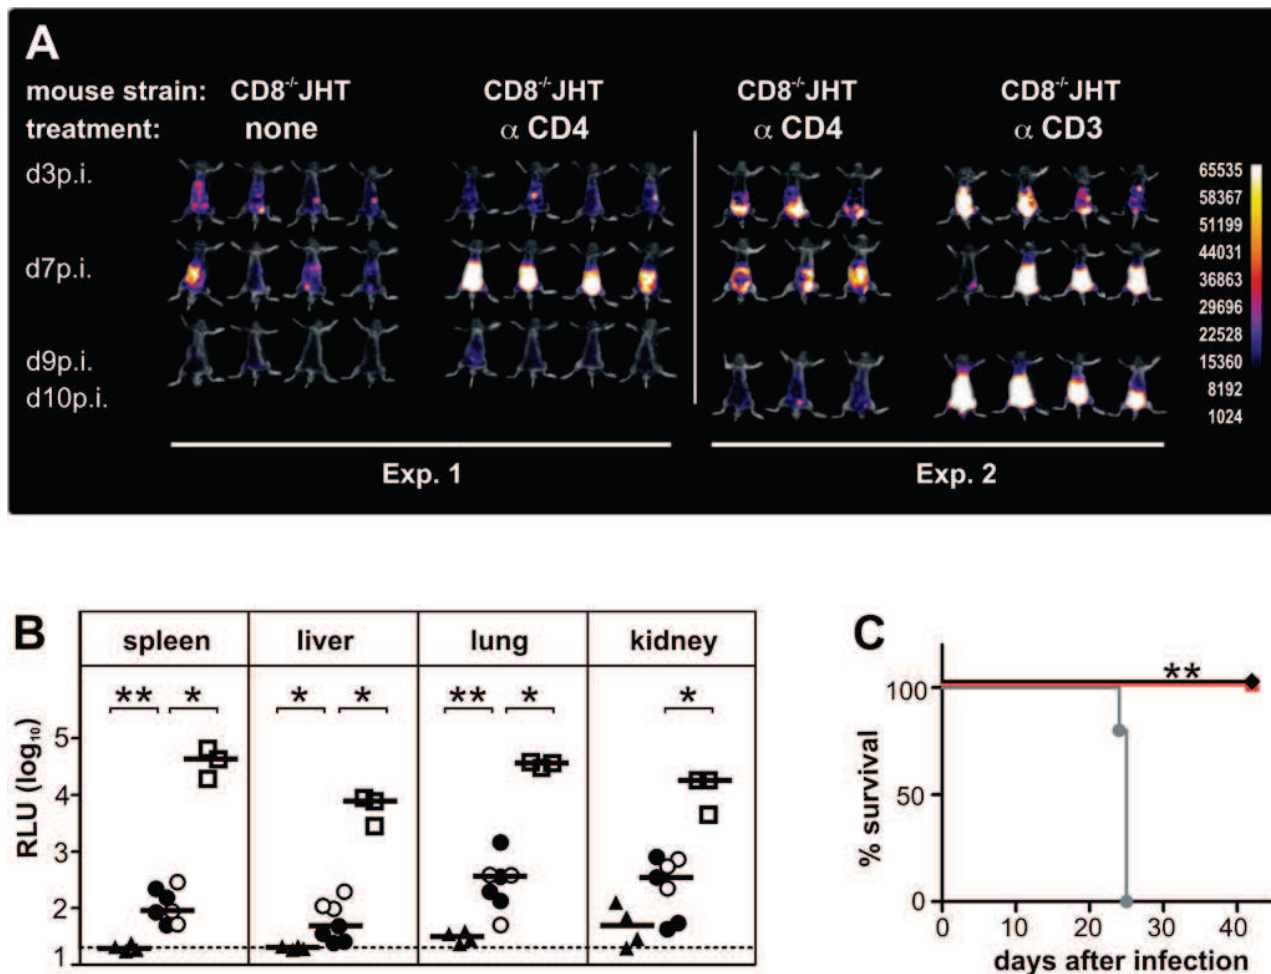 A
mouse strain: CD8-/-JHT CD8-/-JHT CD8-/-JHT CD8-/-JHT
treatment: none α CD4 α CD4 α CD3
d3p.i.
d7p.i.
d9p.i.
d10p.i.
65535
58367
51199
44031
36863
29696
22528
15360
8192
1024
Exp. 1 Exp. 2
B
spleen liver lung kidney
** * * * ** * *
RLU (log10)
5
4
3
2
1
C
**
% survival
100
50
0
0 10 20 30 40
days after infection